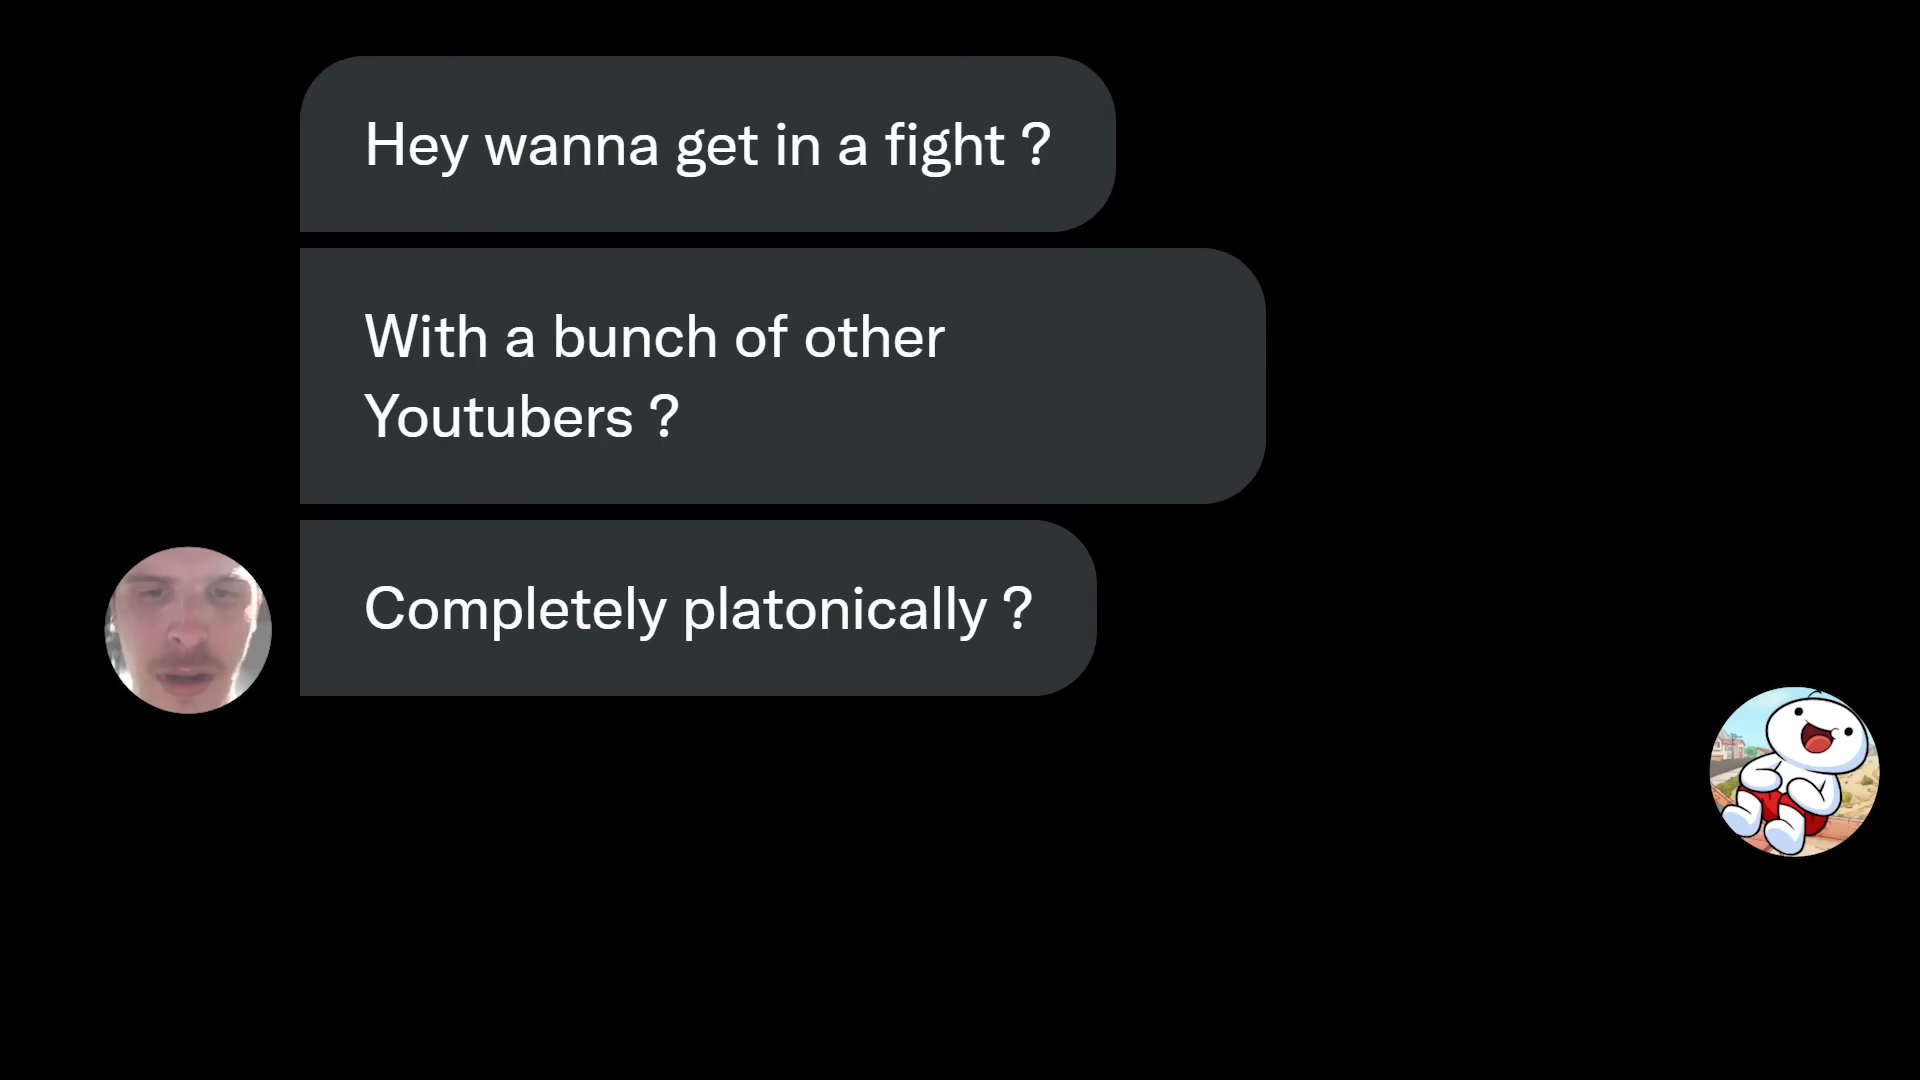 Hey wanna get in a fight ?
With a bunch of other
Youtubers ?
Completely platonically ?